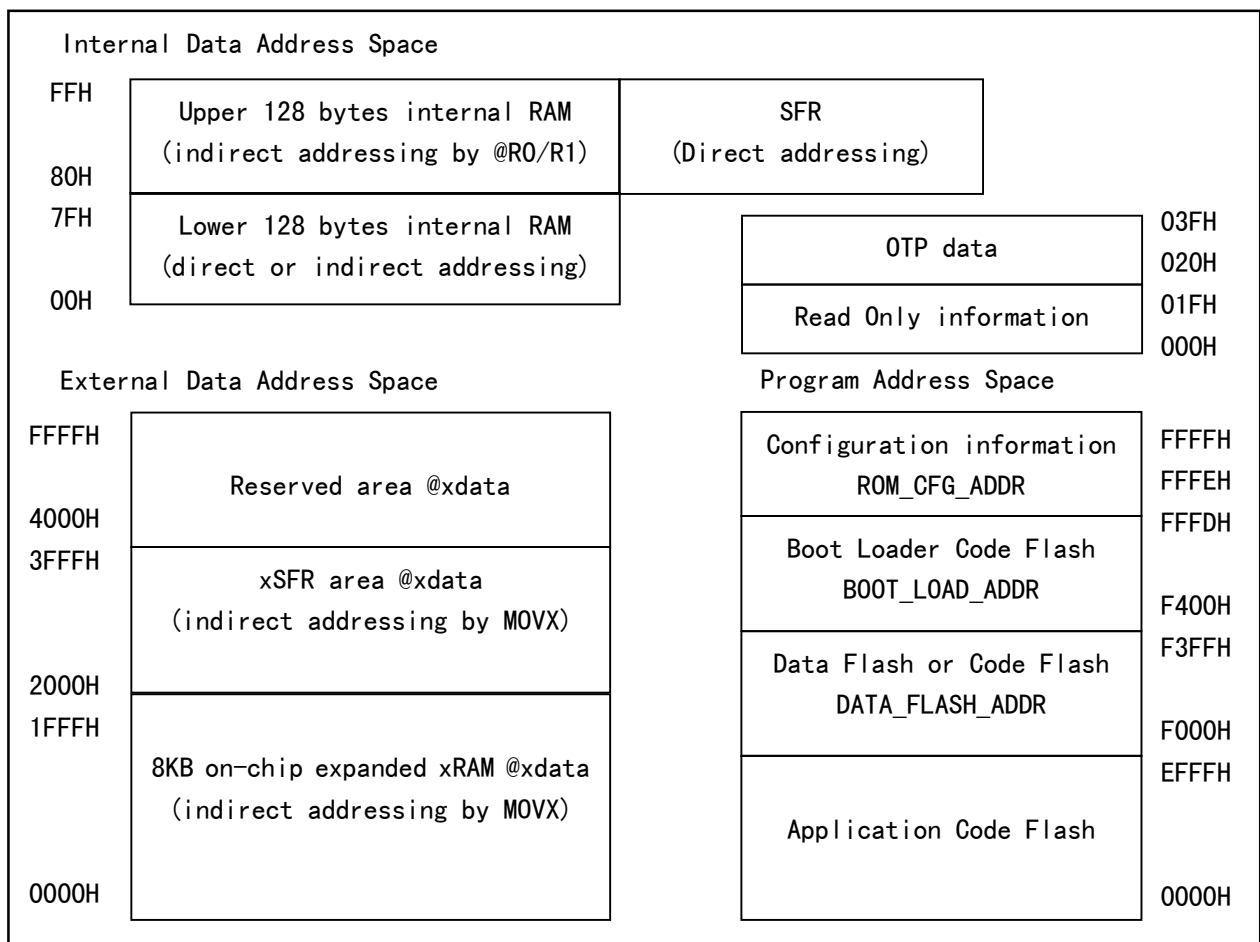 Internal Data Address Space
FFH
Upper 128 bytes internal RAM
(indirect addressing by @R0/R1)
80H
SFR
(Direct addressing)
7FH
Lower 128 bytes internal RAM
(direct or indirect addressing)
00H
OTP data
03FH
020H
Read Only information
01FH
000H
External Data Address Space
FFFFH
Reserved area @xdata
4000H
3FFFH
xSFR area @xdata
(indirect addressing by MOVX)
2000H
1FFFH
8KB on-chip expanded xRAM @xdata
(indirect addressing by MOVX)
0000H
Program Address Space
Configuration information
ROM_CFG_ADDR
FFFFH
FFFEH
Boot Loader Code Flash
BOOT_LOAD_ADDR
FFFDH
F400H
Data Flash or Code Flash
DATA_FLASH_ADDR
F3FFH
F000H
Application Code Flash
EFFFH
0000H